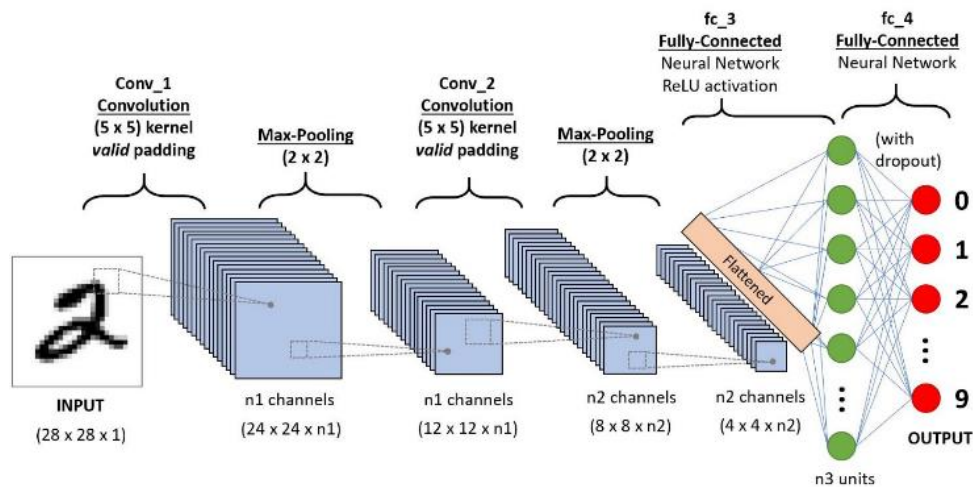 fc_3
Fully-Connected
Neural Network
ReLU activation
fc_4
Fully-Connected
Neural Network
Conv_1
Convolution
(5 x 5) kernel
valid padding
Max-Pooling
(2 x 2)
Conv_2
Convolution
(5 x 5) kernel
valid padding
Max-Pooling
(2 x 2)
(with
dropout)
Flattened
0
1
2
9
INPUT
(28 x 28 x 1)
n1 channels
(24 x 24 x n1)
n1 channels
(12 x 12 x n1)
n2 channels
(8 x 8 x n2)
n2 channels
(4 x 4 x n2)
OUTPUT
n3 units